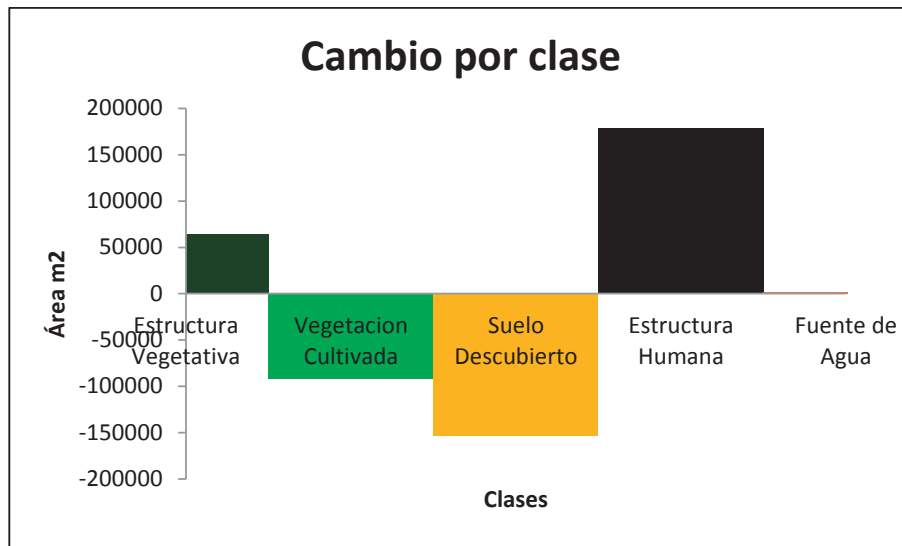 Cambio por clase
200000
150000
100000
50000
0
-50000
-100000
-150000
-200000
Área m2
Estructura
Vegetativa
Vegetacion
Cultivada
Suelo
Descubierto
Estructura
Humana
Fuente de
Agua
Clases